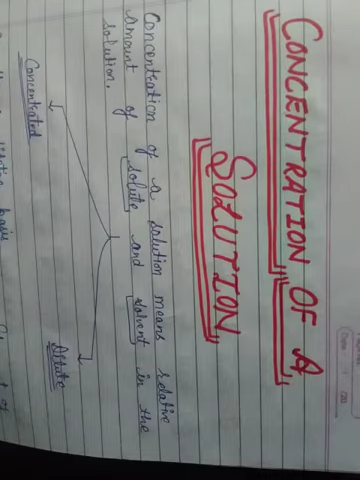 CONCENTRATION OF A
SOLUTION
Concentration of a solution means relative
amount of solute and solvent in the
solution.
Concentrated Dilute